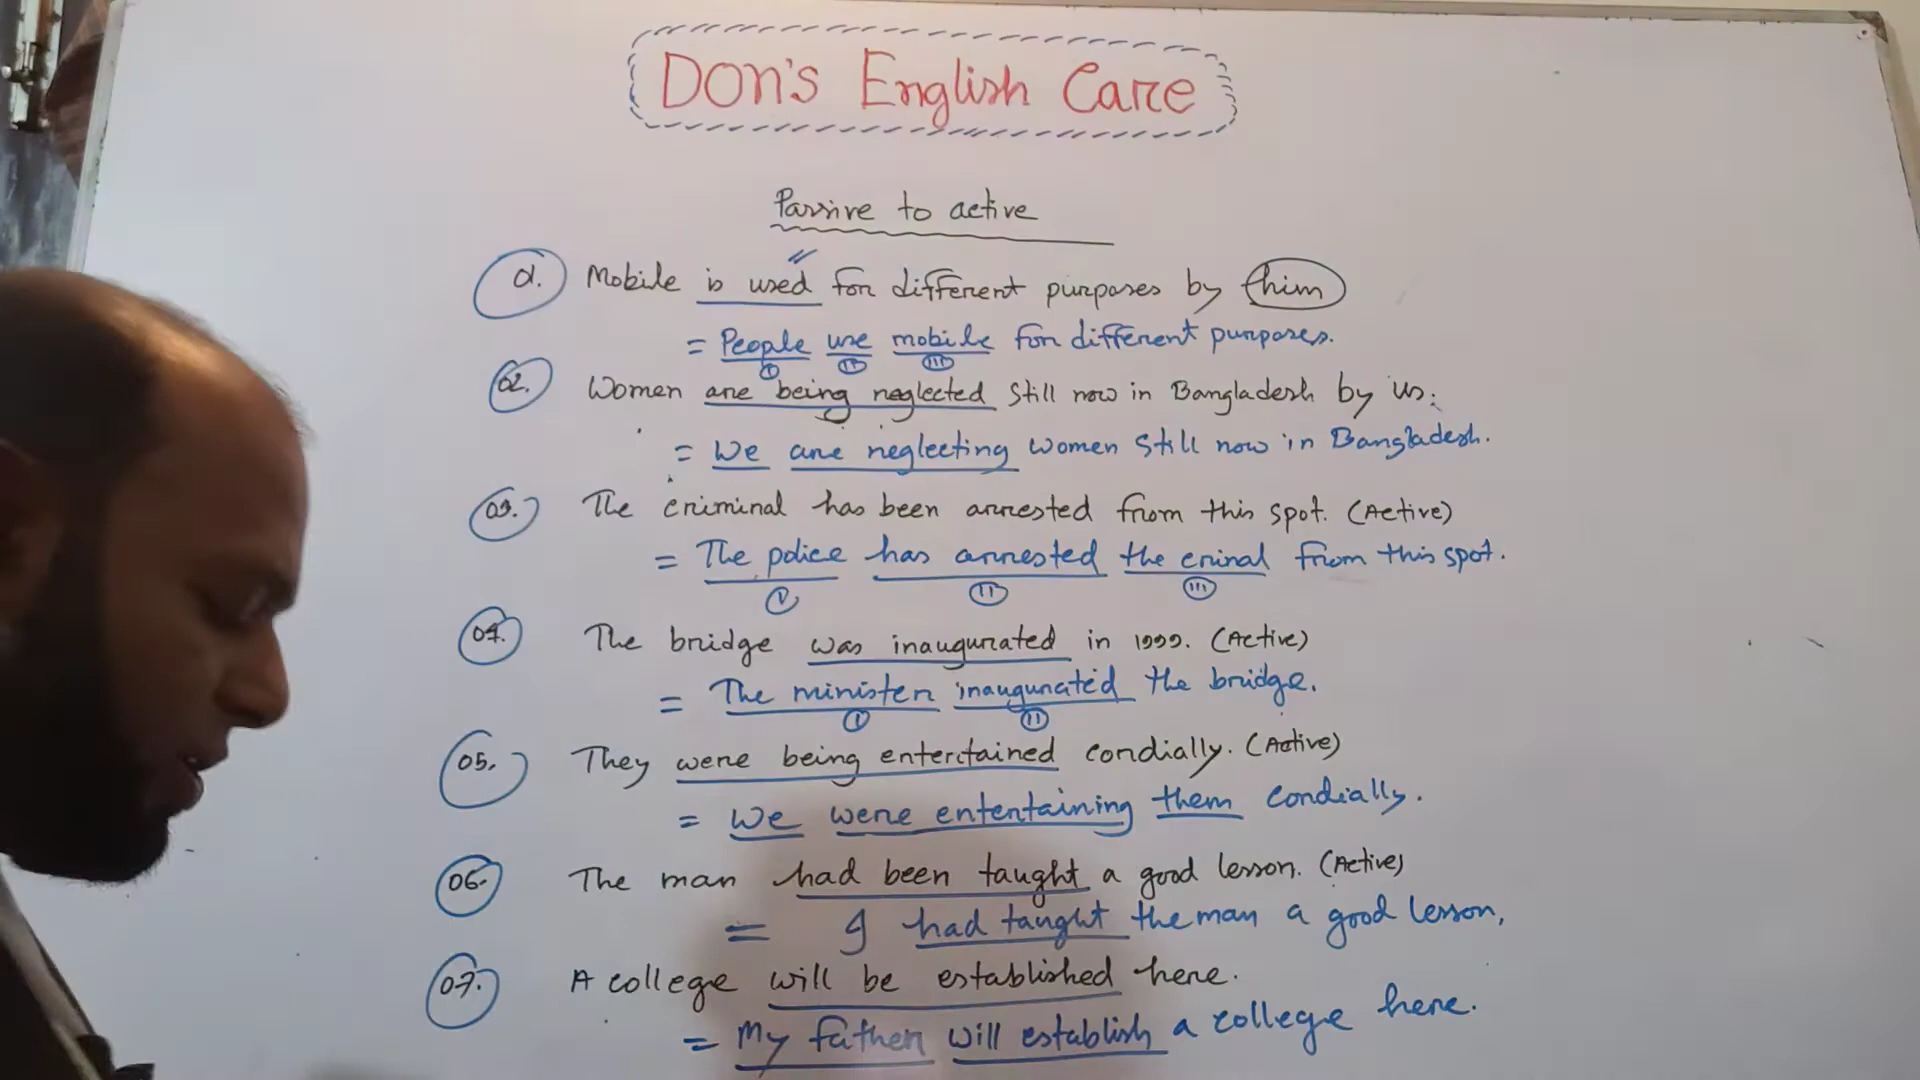 Don's English Care
Passive to active
01. Mobile is used for different purposes by him
= People use mobile for different purposes.
I II III
02. Women are being neglected still now in Bangladesh by us.
= We are neglecting women still now in Bangladesh.
03. The criminal has been arrested from this spot. (Active)
= The police has arrested the crinal from this spot.
I II III
04. The bridge was inaugurated in 1999. (Active)
= The minister inaugurated the bridge.
I II
05. They were being entertained cordially. (Active)
= We were entertaining them cordially.
06. The man had been taught a good lesson. (Active)
= I had taught the man a good lesson,
07. A college will be established here.
= My father will establish a college here.